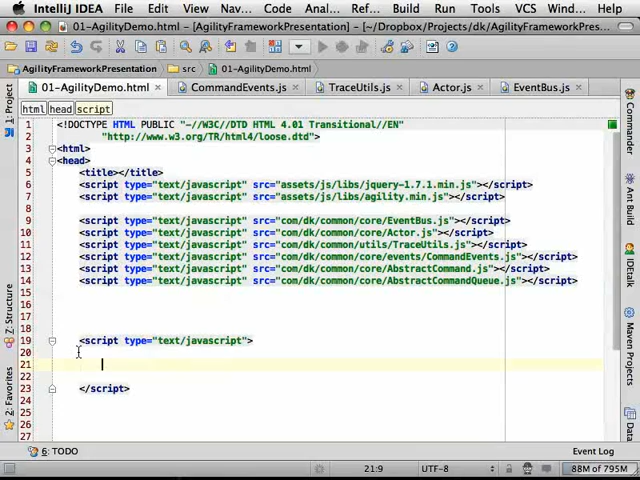 IntelliJ IDEA File Edit View Nav... Code Anal... Ref... Build Run Tools VCS Wind...
01-AgilityDemo.html - [AgilityFrameworkPresentation] - [~/Dropbox/Projects/dk/AgilityFrameworkPres...
AgilityFrameworkPresentation src 01-AgilityDemo.html
01-AgilityDemo.html CommandEvents.js TraceUtils.js Actor.js EventBus.js
html head script
1 <!DOCTYPE HTML PUBLIC "-//W3C//DTD HTML 4.01 Transitional//EN"
2 "http://www.w3.org/TR/html4/loose.dtd">
3 <html>
4 <head>
5 <title></title>
6 <script type="text/javascript" src="assets/js/libs/jquery-1.7.1.min.js"></script>
7 <script type="text/javascript" src="assets/js/libs/agility.min.js"></script>
8
9 <script type="text/javascript" src="com/dk/common/core/EventBus.js"></script>
10 <script type="text/javascript" src="com/dk/common/core/Actor.js"></script>
11 <script type="text/javascript" src="com/dk/common/utils/TraceUtils.js"></script>
12 <script type="text/javascript" src="com/dk/common/core/events/CommandEvents.js"></script>
13 <script type="text/javascript" src="com/dk/common/core/AbstractCommand.js"></script>
14 <script type="text/javascript" src="com/dk/common/core/AbstractCommandQueue.js"></script>
15
16
17
18
19 <script type="text/javascript">
20
21
22
23 </script>
24
25
26
27
1: Project
Z: Structure
2: Favorites
Commander
Ant Build
IDEtalk
Data
6: TODO Event Log
21:9 UTF-8 88M of 795M